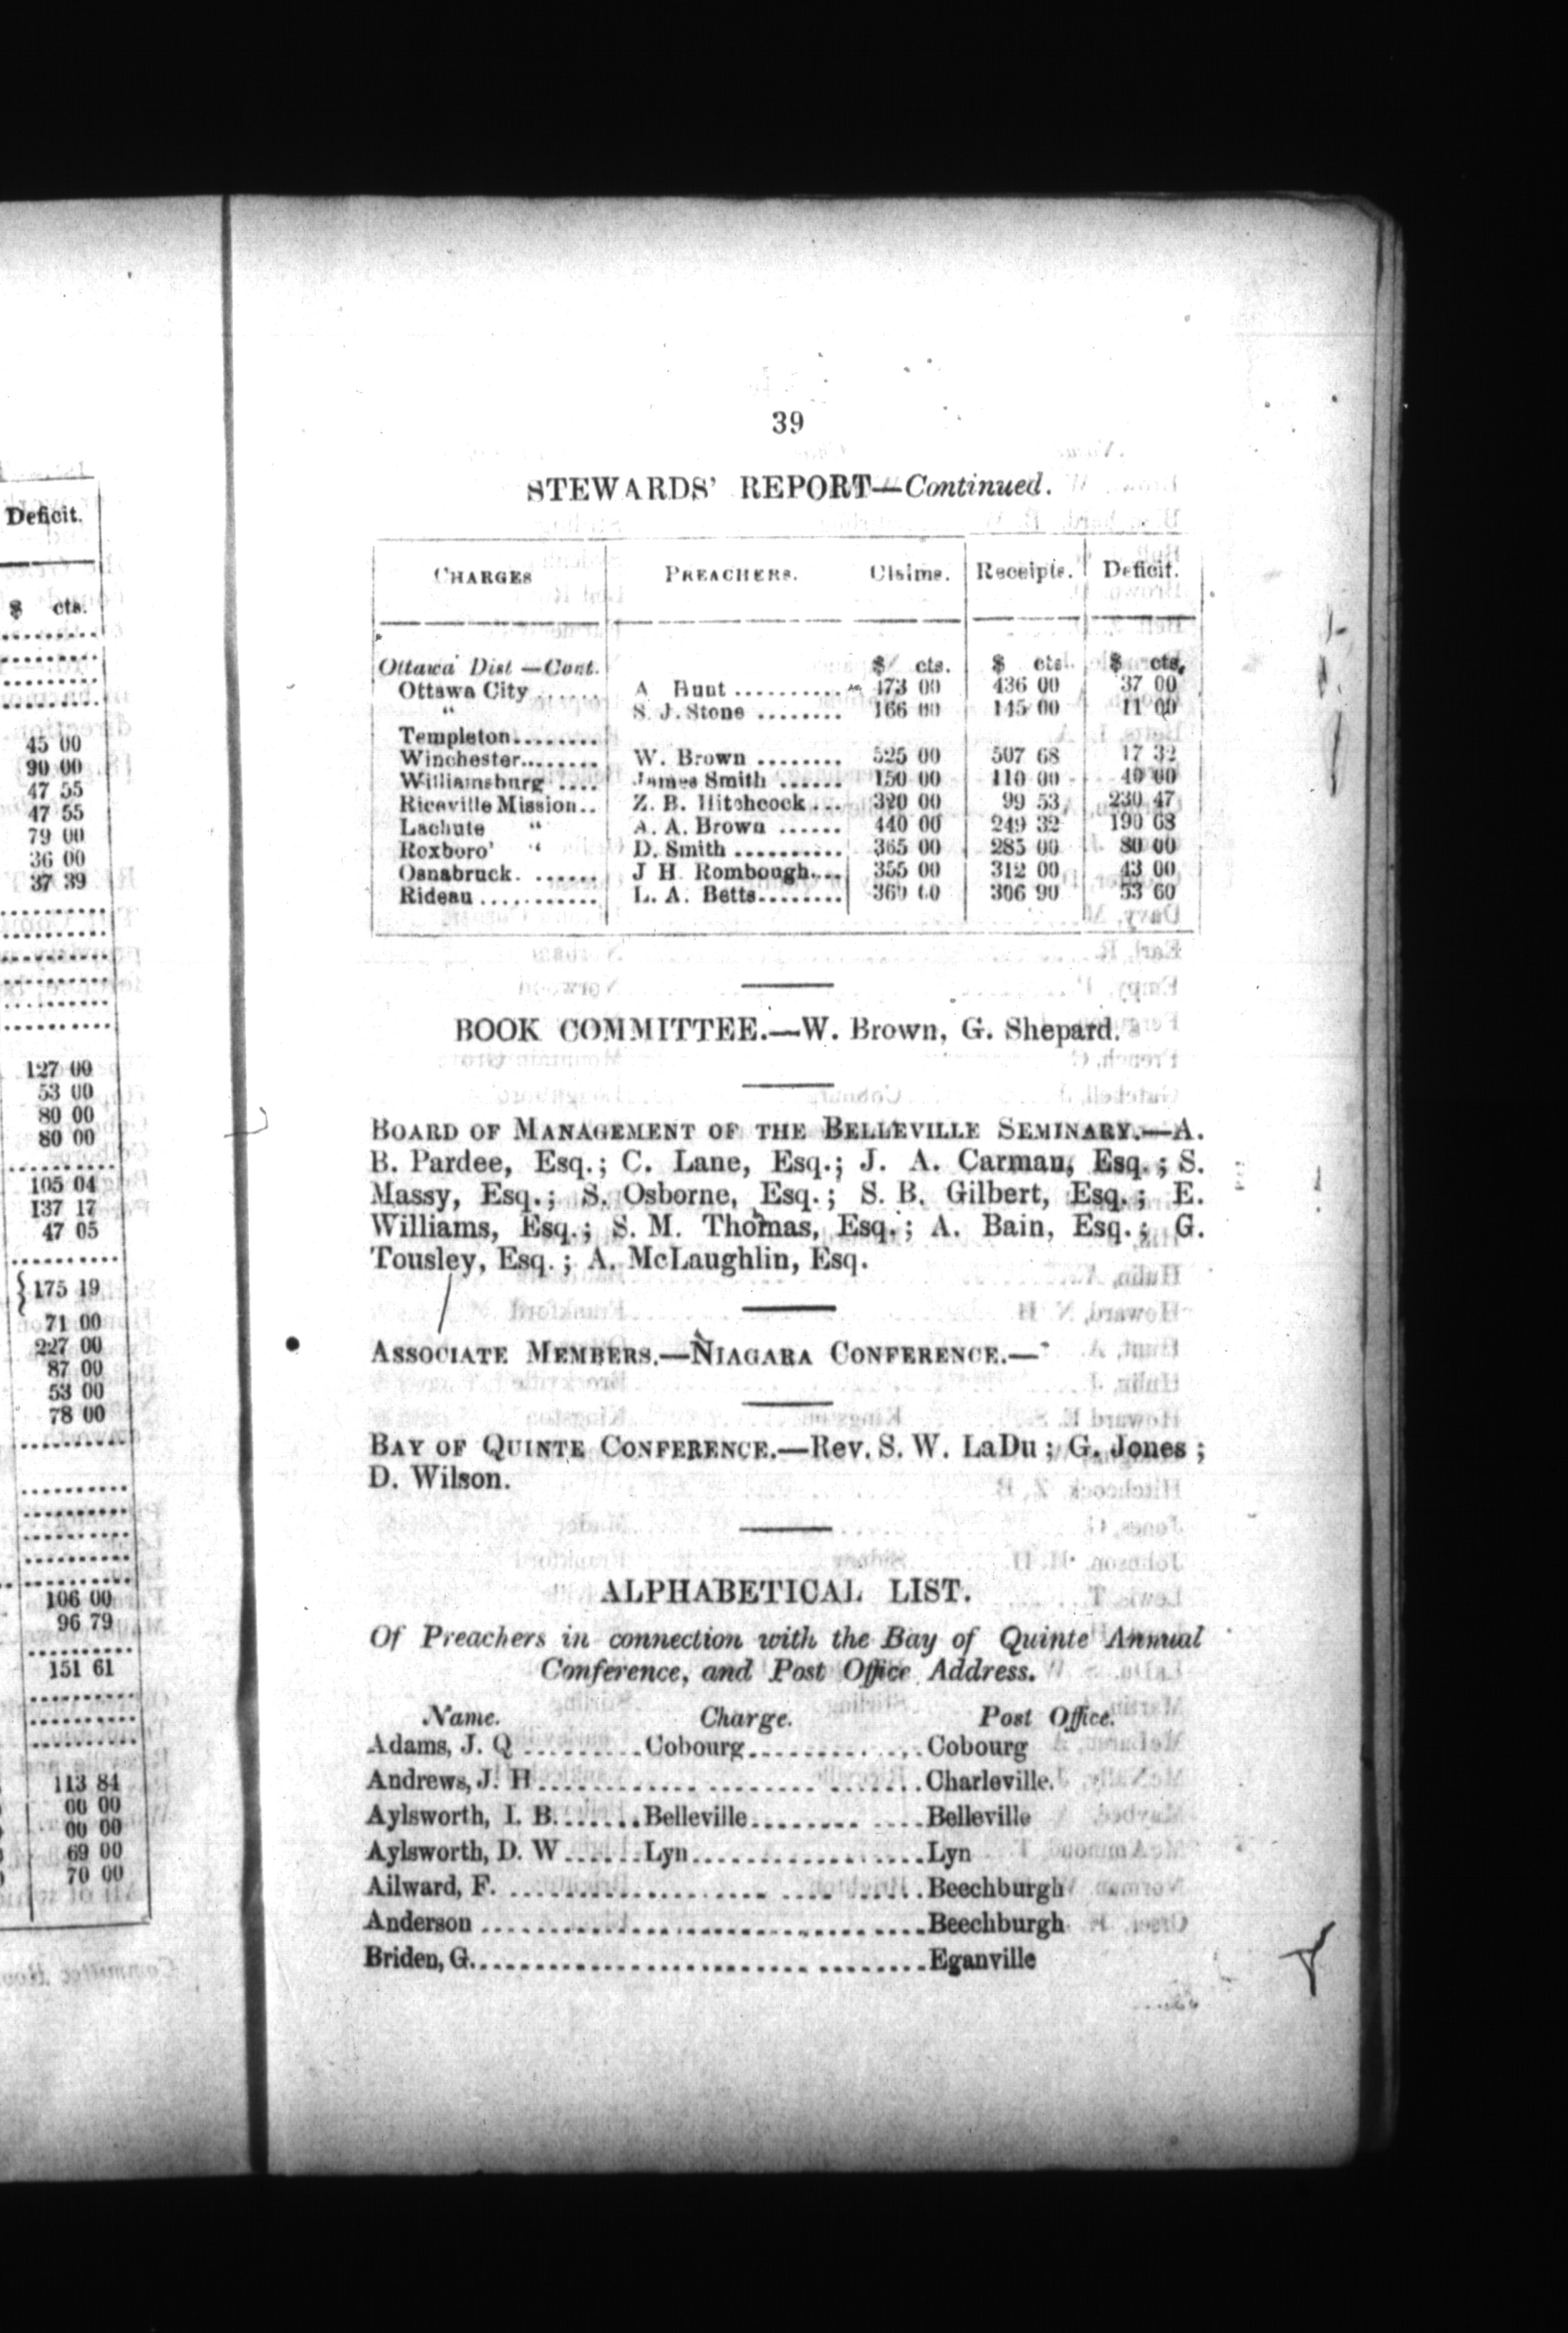 Deficit.
$ cts.
45 00
90 00
47 55
47 55
79 00
36 00
37 39
127 00
53 00
80 00
80 00
105 04
137 17
47 05
175 19
71 00
227 00
87 00
53 00
78 00
106 00
96 79
151 61
113 84
00 00
00 00
69 00
70 00
39
STEWARDS' REPORT—Continued.
CHARGES PREACHERS. Claims. Receipts. Deficit.
Ottawa Dist —Cont. $ cts. $ cts. $ cts.
Ottawa City ...... A Hunt .......... 473 00 436 00 37 00
" S. J. Stone ........ 166 00 145 00 11 00
Templeton........
Winchester........ W. Brown ........ 525 00 507 68 17 32
Williamsburg .... James Smith ...... 150 00 110 00 40 00
Riceville Mission.. Z. B. Hitchcock ... 320 00 99 53 230 47
Lachute " A. A. Brown ...... 440 00 249 32 190 68
Roxboro' " D. Smith .......... 365 00 285 00 80 00
Osnabruck. ...... J H Rombough.... 355 00 312 00 43 00
Rideau ........... L. A. Betts........ 306 90 53 60
BOOK COMMITTEE.—W. Brown, G. Shepard.
BOARD OF MANAGEMENT OF THE BELLEVILLE SEMINARY.—A.
B. Pardee, Esq.; C. Lane, Esq.; J. A. Carman, Esq.; S.
Massy, Esq.; S. Osborne, Esq.; S. B. Gilbert, Esq.; E.
Williams, Esq.; S. M. Thomas, Esq.; A. Bain, Esq.; G.
Tousley, Esq.; A. McLaughlin, Esq.
ASSOCIATE MEMBERS.—NIAGARA CONFERENCE.—
BAY OF QUINTE CONFERENCE.—Rev. S. W. LaDu; G. Jones;
D. Wilson.
ALPHABETICAL LIST.
Of Preachers in connection with the Bay of Quinte Annual
Conference, and Post Office Address.
Name. Charge. Post Office.
Adams, J. Q .........Cobourg.............Cobourg
Andrews, J. H..............................Charleville.
Aylsworth, I. B.......Belleville.............Belleville
Aylsworth, D. W......Lyn..................Lyn
Ailward, F. ................................Beechburgh
Anderson ..................................Beechburgh
Briden, G..................................Eganville